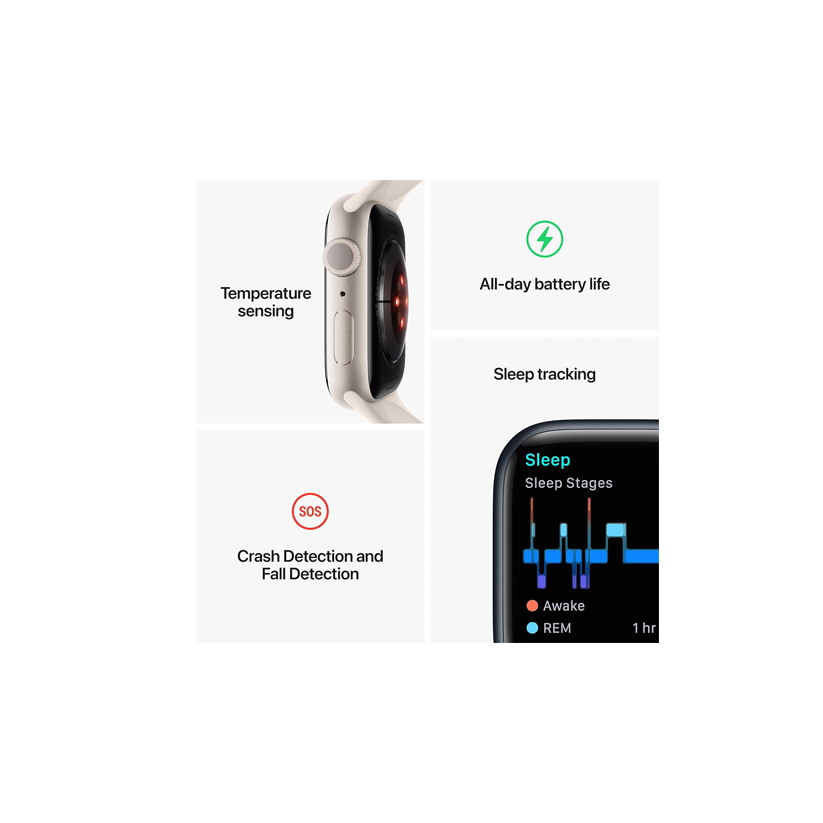 Temperature
sensing
All-day battery life
Sleep tracking
Sleep
Sleep Stages
Awake
REM
1 hr
SOS
Crash Detection and
Fall Detection